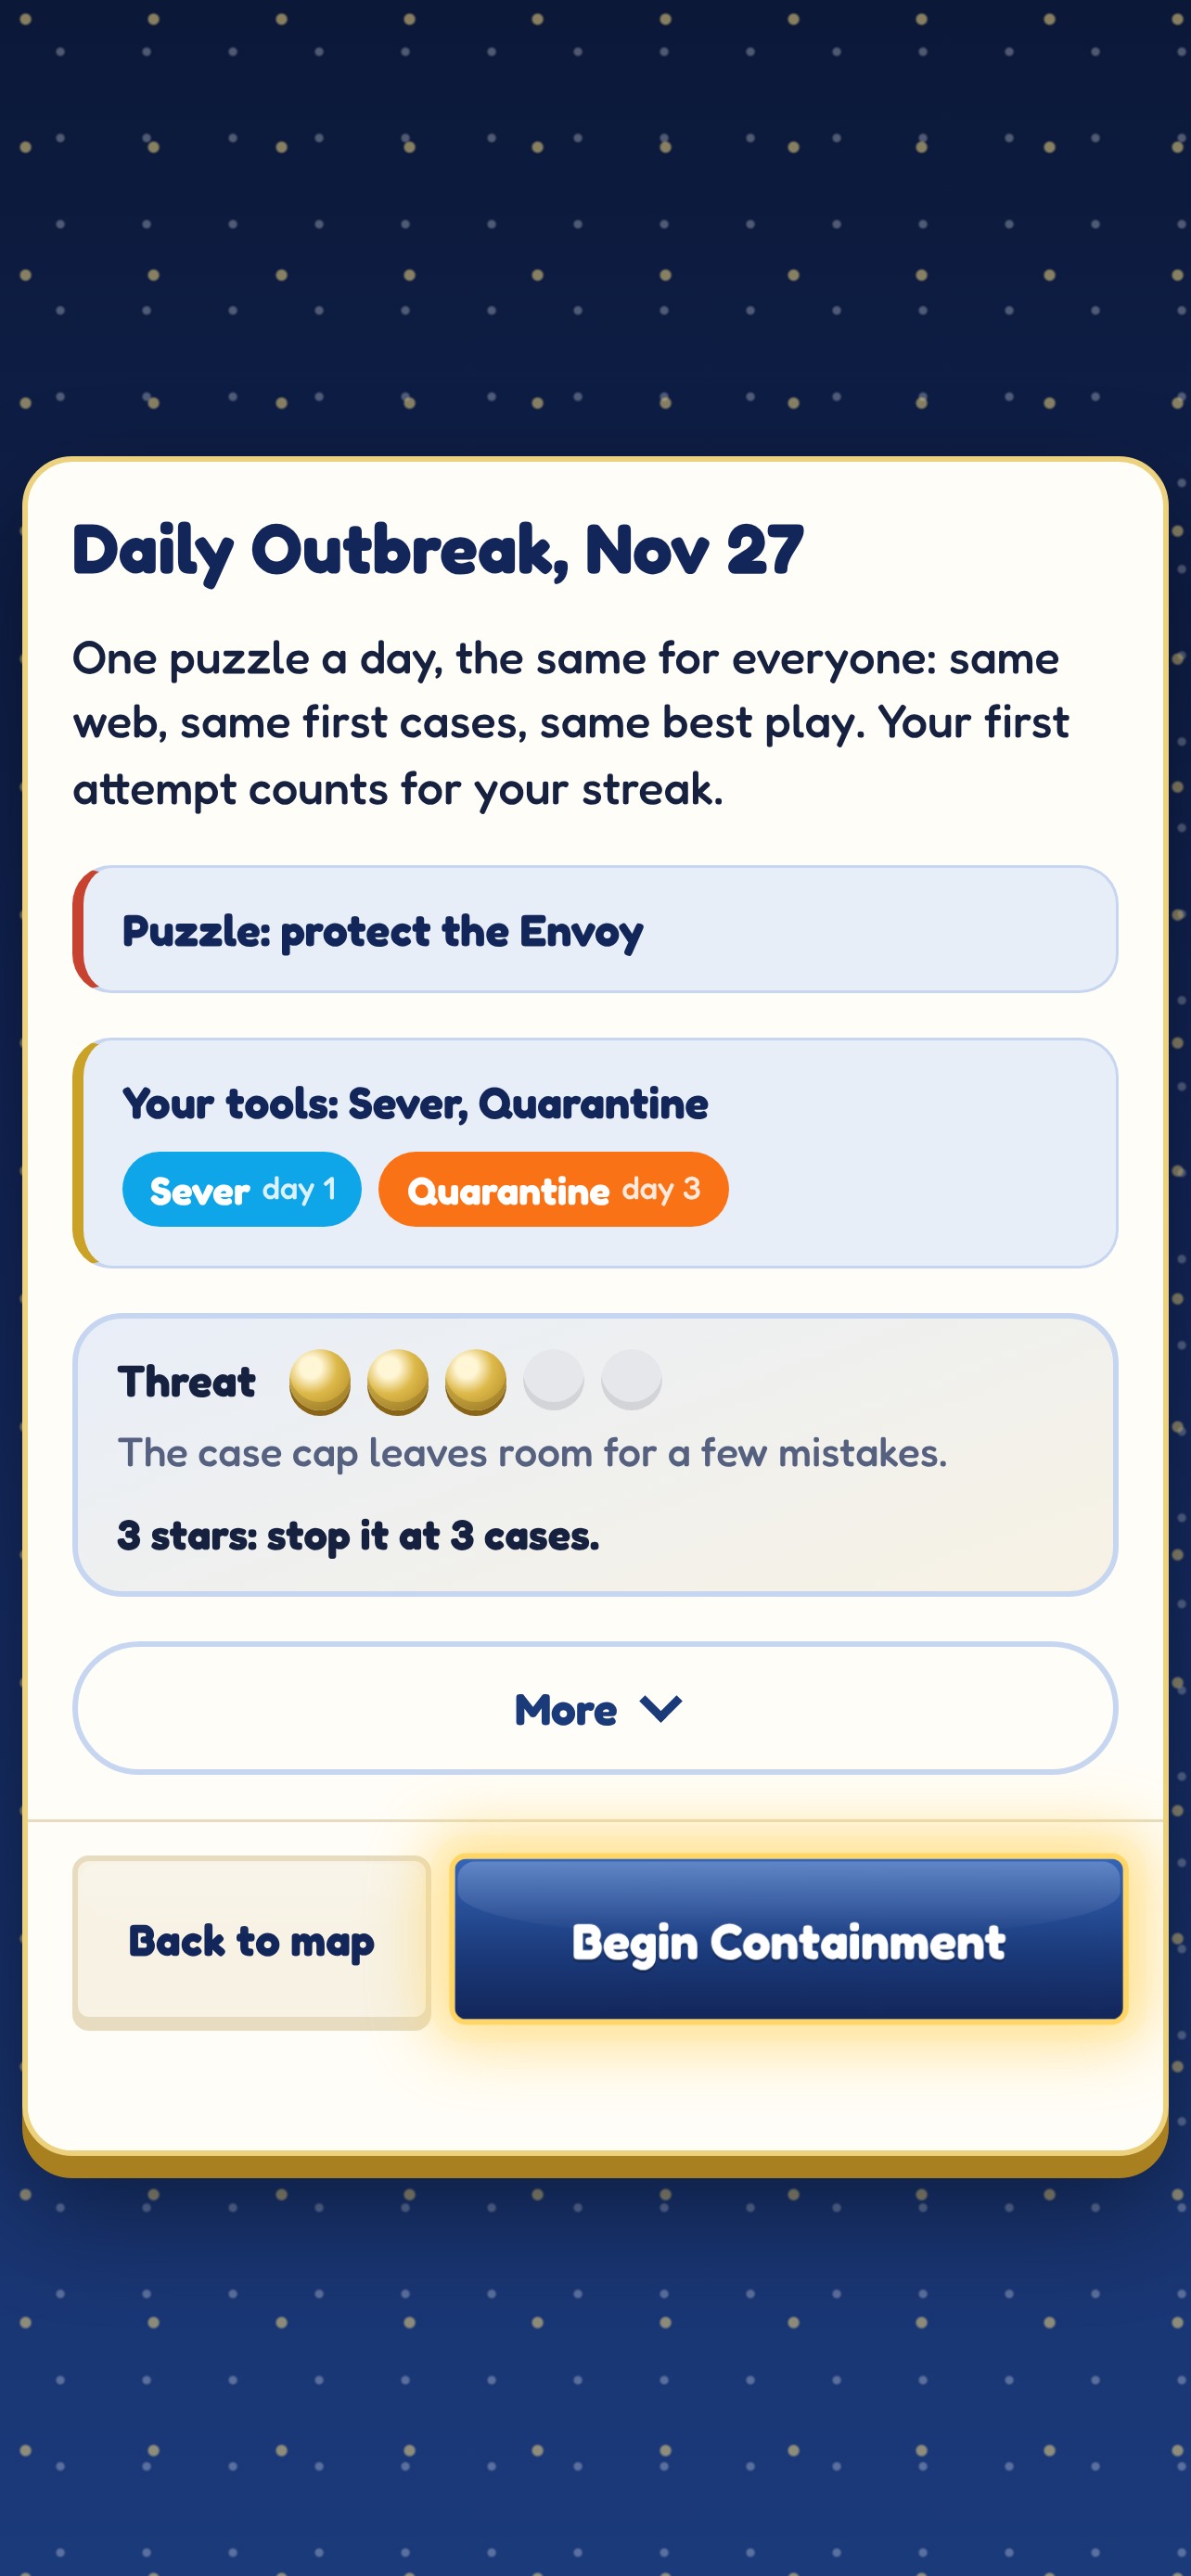 Daily Outbreak, Nov 27
One puzzle a day, the same for everyone: same
web, same first cases, same best play. Your first
attempt counts for your streak.
Puzzle: protect the Envoy
Your tools: Sever, Quarantine
Sever day 1 Quarantine day 3
Threat
The case cap leaves room for a few mistakes.
3 stars: stop it at 3 cases.
More
Back to map Begin Containment